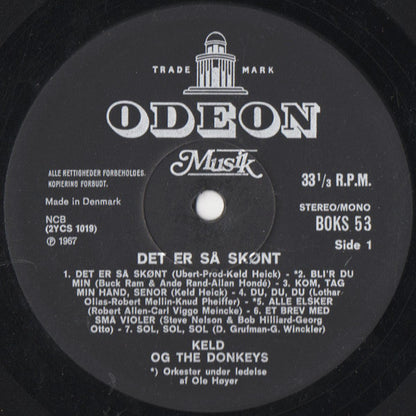 TRADE MARK
ODEON
Musik
ALLE RETTIGHEDER FORBEHOLDES.
KOPIERING FORBUDT.
33 1/3 R.P.M.
Made in Denmark
STEREO/MONO
NCB
BOKS 53
(2YCS 1019)
Side 1
℗ 1967
DET ER SÅ SKØNT
1. DET ER SÅ SKØNT (Ubert-Prod-Keld Heick) - *2. BLI'R DU
MIN (Buck Ram & Ande Rand-Allan Hondé) - 3. KOM, TAG
MIN HAND, SENOR (Keld Heick) - 4. DU, DU, DU (Lothar
Olias-Robert Mellin-Knud Pheiffer) - *5. ALLE ELSKER
(Robert Allen-Carl Viggo Meincke) - 6. ET BREV MED
SMA VIOLER (Steve Nelson & Bob Hilliard-Georg
Otto) - 7. SOL, SOL, SOL (D. Grufman-G. Winckler)
KELD
OG THE DONKEYS
*) Orkester under ledelse
af Ole Høyer